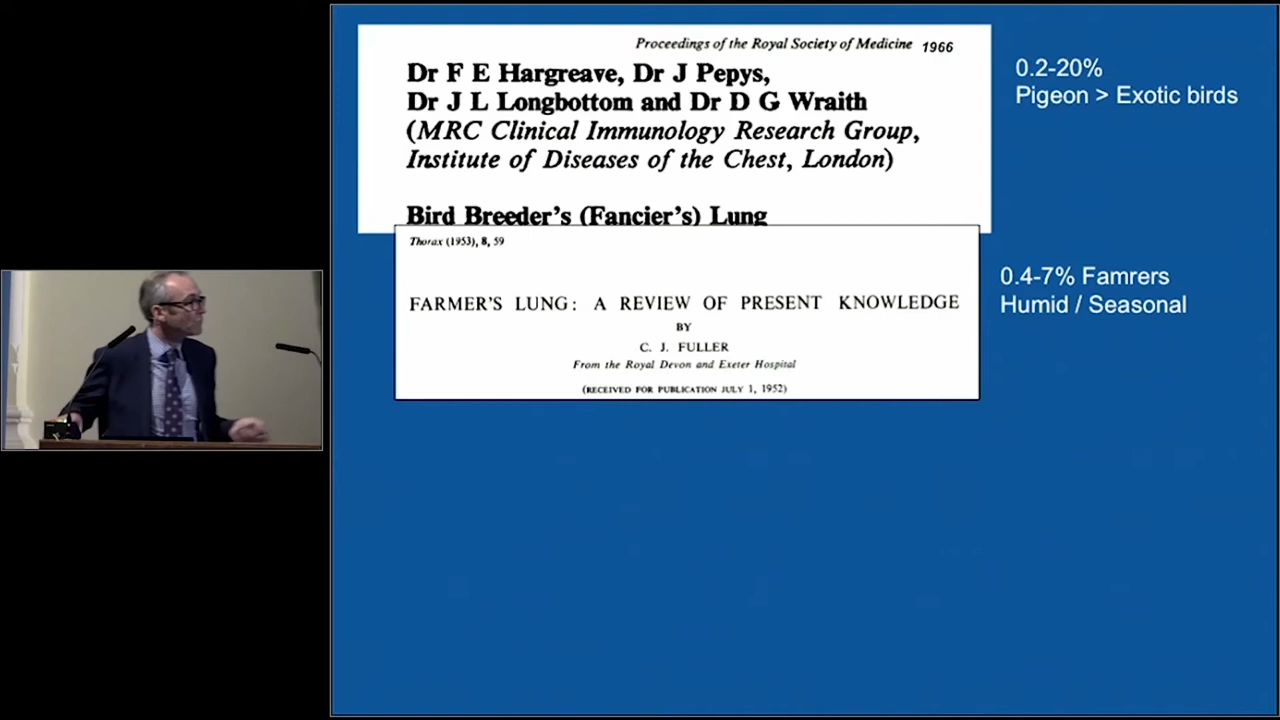 Proceedings of the Royal Society of Medicine 1966
Dr F E Hargreave, Dr J Pepys,
Dr J L Longbottom and Dr D G Wraith
(MRC Clinical Immunology Research Group,
Institute of Diseases of the Chest, London)
Bird Breeder's (Fancier's) Lung
0.2-20%
Pigeon > Exotic birds
Thorax (1953), 8, 59
FARMER'S LUNG: A REVIEW OF PRESENT KNOWLEDGE
BY
C. J. FULLER
From the Royal Devon and Exeter Hospital
(RECEIVED FOR PUBLICATION JULY 1, 1952)
0.4-7% Famrers
Humid / Seasonal